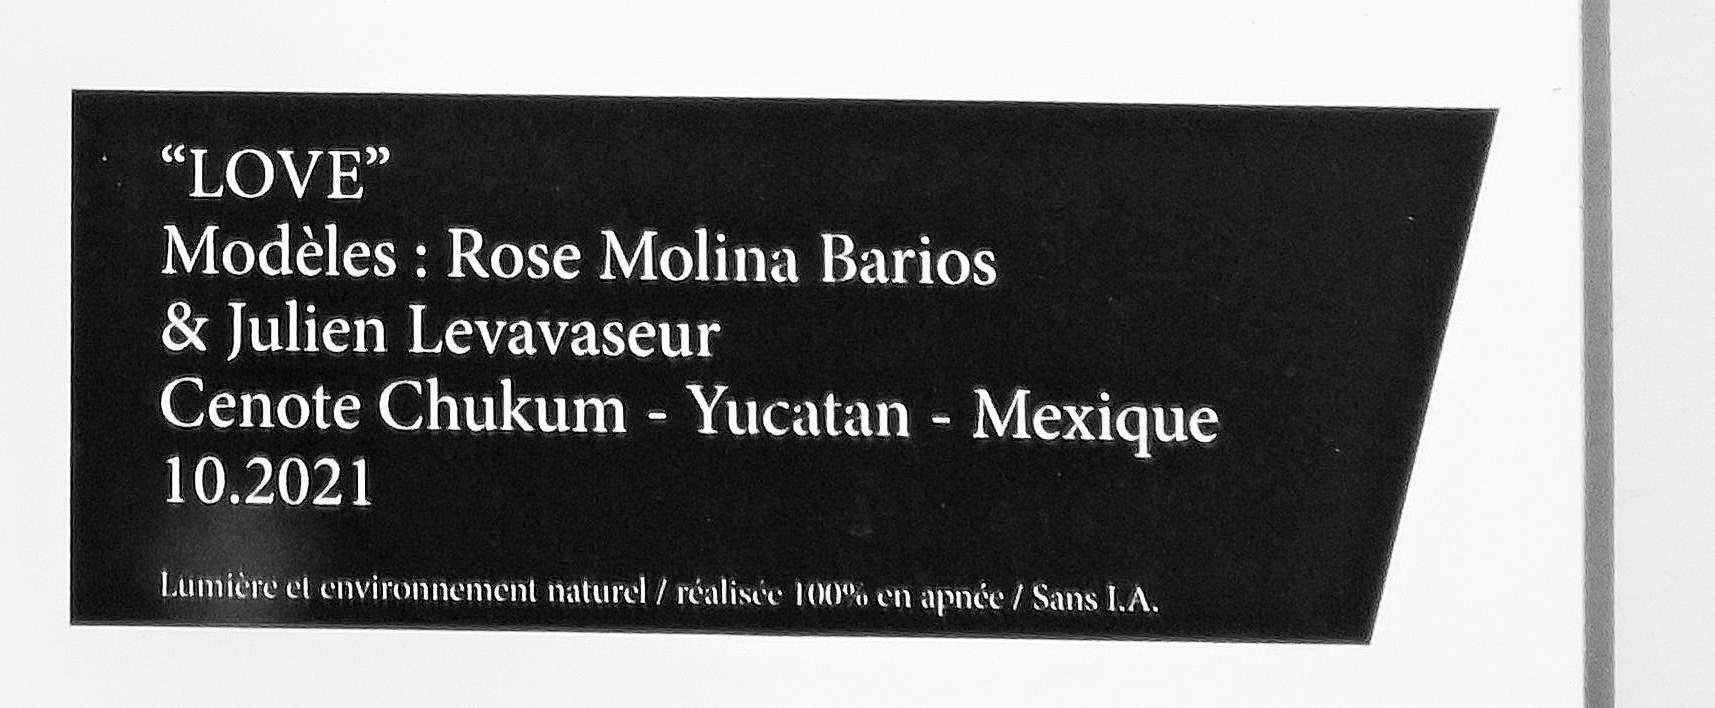 “LOVE”
Modèles : Rose Molina Barios
& Julien Levavaseur
Cenote Chukum - Yucatan - Mexique
10.2021
Lumière et environnement naturel / réalisée 100% en apnée / Sans I.A.